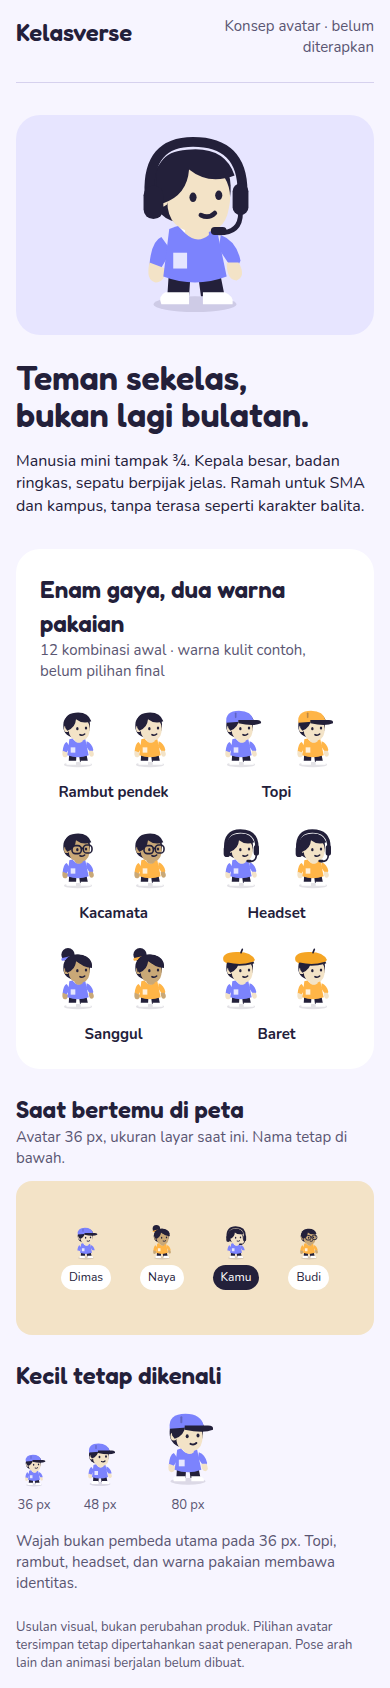 Kelasverse
Konsep avatar · belum
diterapkan
Teman sekelas,
bukan lagi bulatan.
Manusia mini tampak ¾. Kepala besar, badan
ringkas, sepatu berpijak jelas. Ramah untuk SMA
dan kampus, tanpa terasa seperti karakter balita.
Enam gaya, dua warna
pakaian
12 kombinasi awal · warna kulit contoh,
belum pilihan final
Rambut pendek
Topi
Kacamata
Headset
Sanggul
Baret
Saat bertemu di peta
Avatar 36 px, ukuran layar saat ini. Nama tetap di
bawah.
Dimas
Naya
Kamu
Budi
Kecil tetap dikenali
36 px
48 px
80 px
Wajah bukan pembeda utama pada 36 px. Topi,
rambut, headset, dan warna pakaian membawa
identitas.
Usulan visual, bukan perubahan produk. Pilihan avatar
tersimpan tetap dipertahankan saat penerapan. Pose arah
lain dan animasi berjalan belum dibuat.